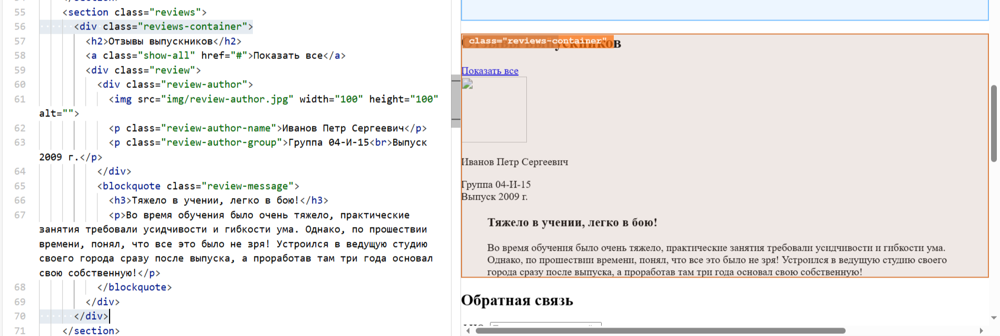 55 <section class="reviews">
56 <div class="reviews-container">
57 <h2>Отзывы выпускников</h2>
58 <a class="show-all" href="#">Показать все</a>
59 <div class="review">
60 <div class="review-author">
61 <img src="img/review-author.jpg" width="100" height="100"
alt="">
62 <p class="review-author-name">Иванов Петр Сергеевич</p>
63 <p class="review-author-group">Группа 04-И-15<br>Выпуск
2009 г.</p>
64 </div>
65 <blockquote class="review-message">
66 <h3>Тяжело в учении, легко в бою!</h3>
67 <p>Во время обучения было очень тяжело, практические
занятия требовали усидчивости и гибкости ума. Однако, по прошествии
времени, понял, что все это было не зря! Устроился в ведущую студию
своего города сразу после выпуска, а проработав там три года основал
свою собственную!</p>
68 </blockquote>
69 </div>
70 </div>
71 </section>
class="reviews-container"
Отзывы выпускников
Показать все
Иванов Петр Сергеевич
Группа 04-И-15
Выпуск 2009 г.
Тяжело в учении, легко в бою!
Во время обучения было очень тяжело, практические занятия требовали усидчивости и гибкости ума.
Однако, по прошествии времени, понял, что все это было не зря! Устроился в ведущую студию своего
города сразу после выпуска, а проработав там три года основал свою собственную!
Обратная связь